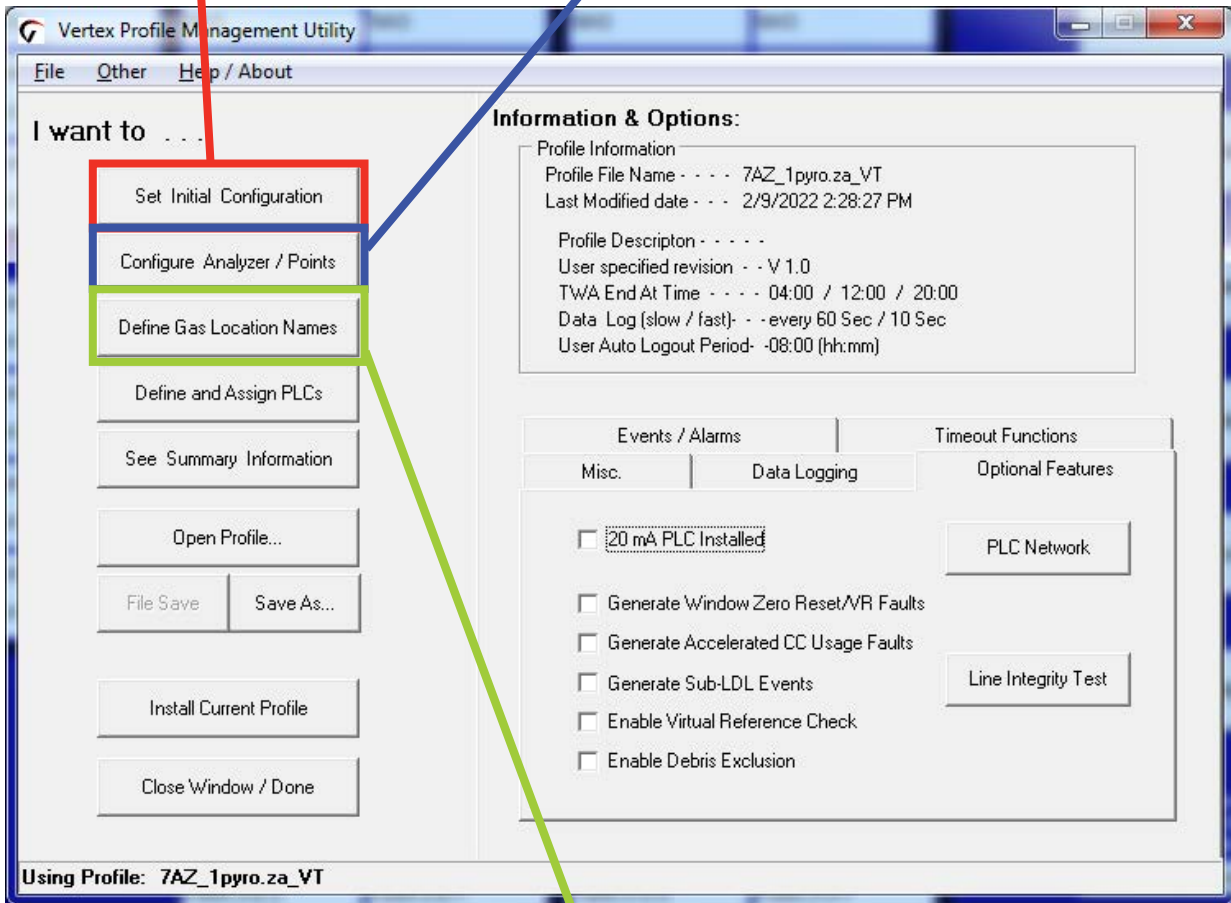 Vertex Profile Management Utility
File Other Help / About
I want to . . .
Set Initial Configuration
Configure Analyzer / Points
Define Gas Location Names
Define and Assign PLCs
See Summary Information
Open Profile...
File Save Save As...
Install Current Profile
Close Window / Done
Information & Options:
Profile Information
Profile File Name - - - - 7AZ_1pyro.za_VT
Last Modified date - - - 2/9/2022 2:28:27 PM
Profile Descripton - - - - -
User specified revision - - V 1.0
TWA End At Time - - - - 04:00 / 12:00 / 20:00
Data Log (slow / fast)- - - every 60 Sec / 10 Sec
User Auto Logout Period- -08:00 (hh:mm)
Events / Alarms Timeout Functions
Misc. Data Logging Optional Features
20 mA PLC Installed
PLC Network
Generate Window Zero Reset/VR Faults
Generate Accelerated CC Usage Faults
Generate Sub-LDL Events
Line Integrity Test
Enable Virtual Reference Check
Enable Debris Exclusion
Using Profile: 7AZ_1pyro.za_VT